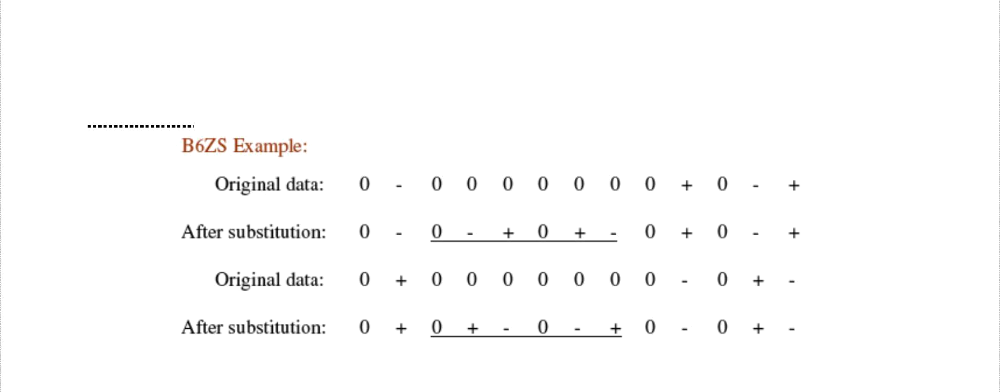 B6ZS Example:
Original data: 0 - 0 0 0 0 0 0 0 + 0 - +
After substitution: 0 - 0 - + 0 + - 0 + 0 - +
Original data: 0 + 0 0 0 0 0 0 0 - 0 + -
After substitution: 0 + 0 + - 0 - + 0 - 0 + -